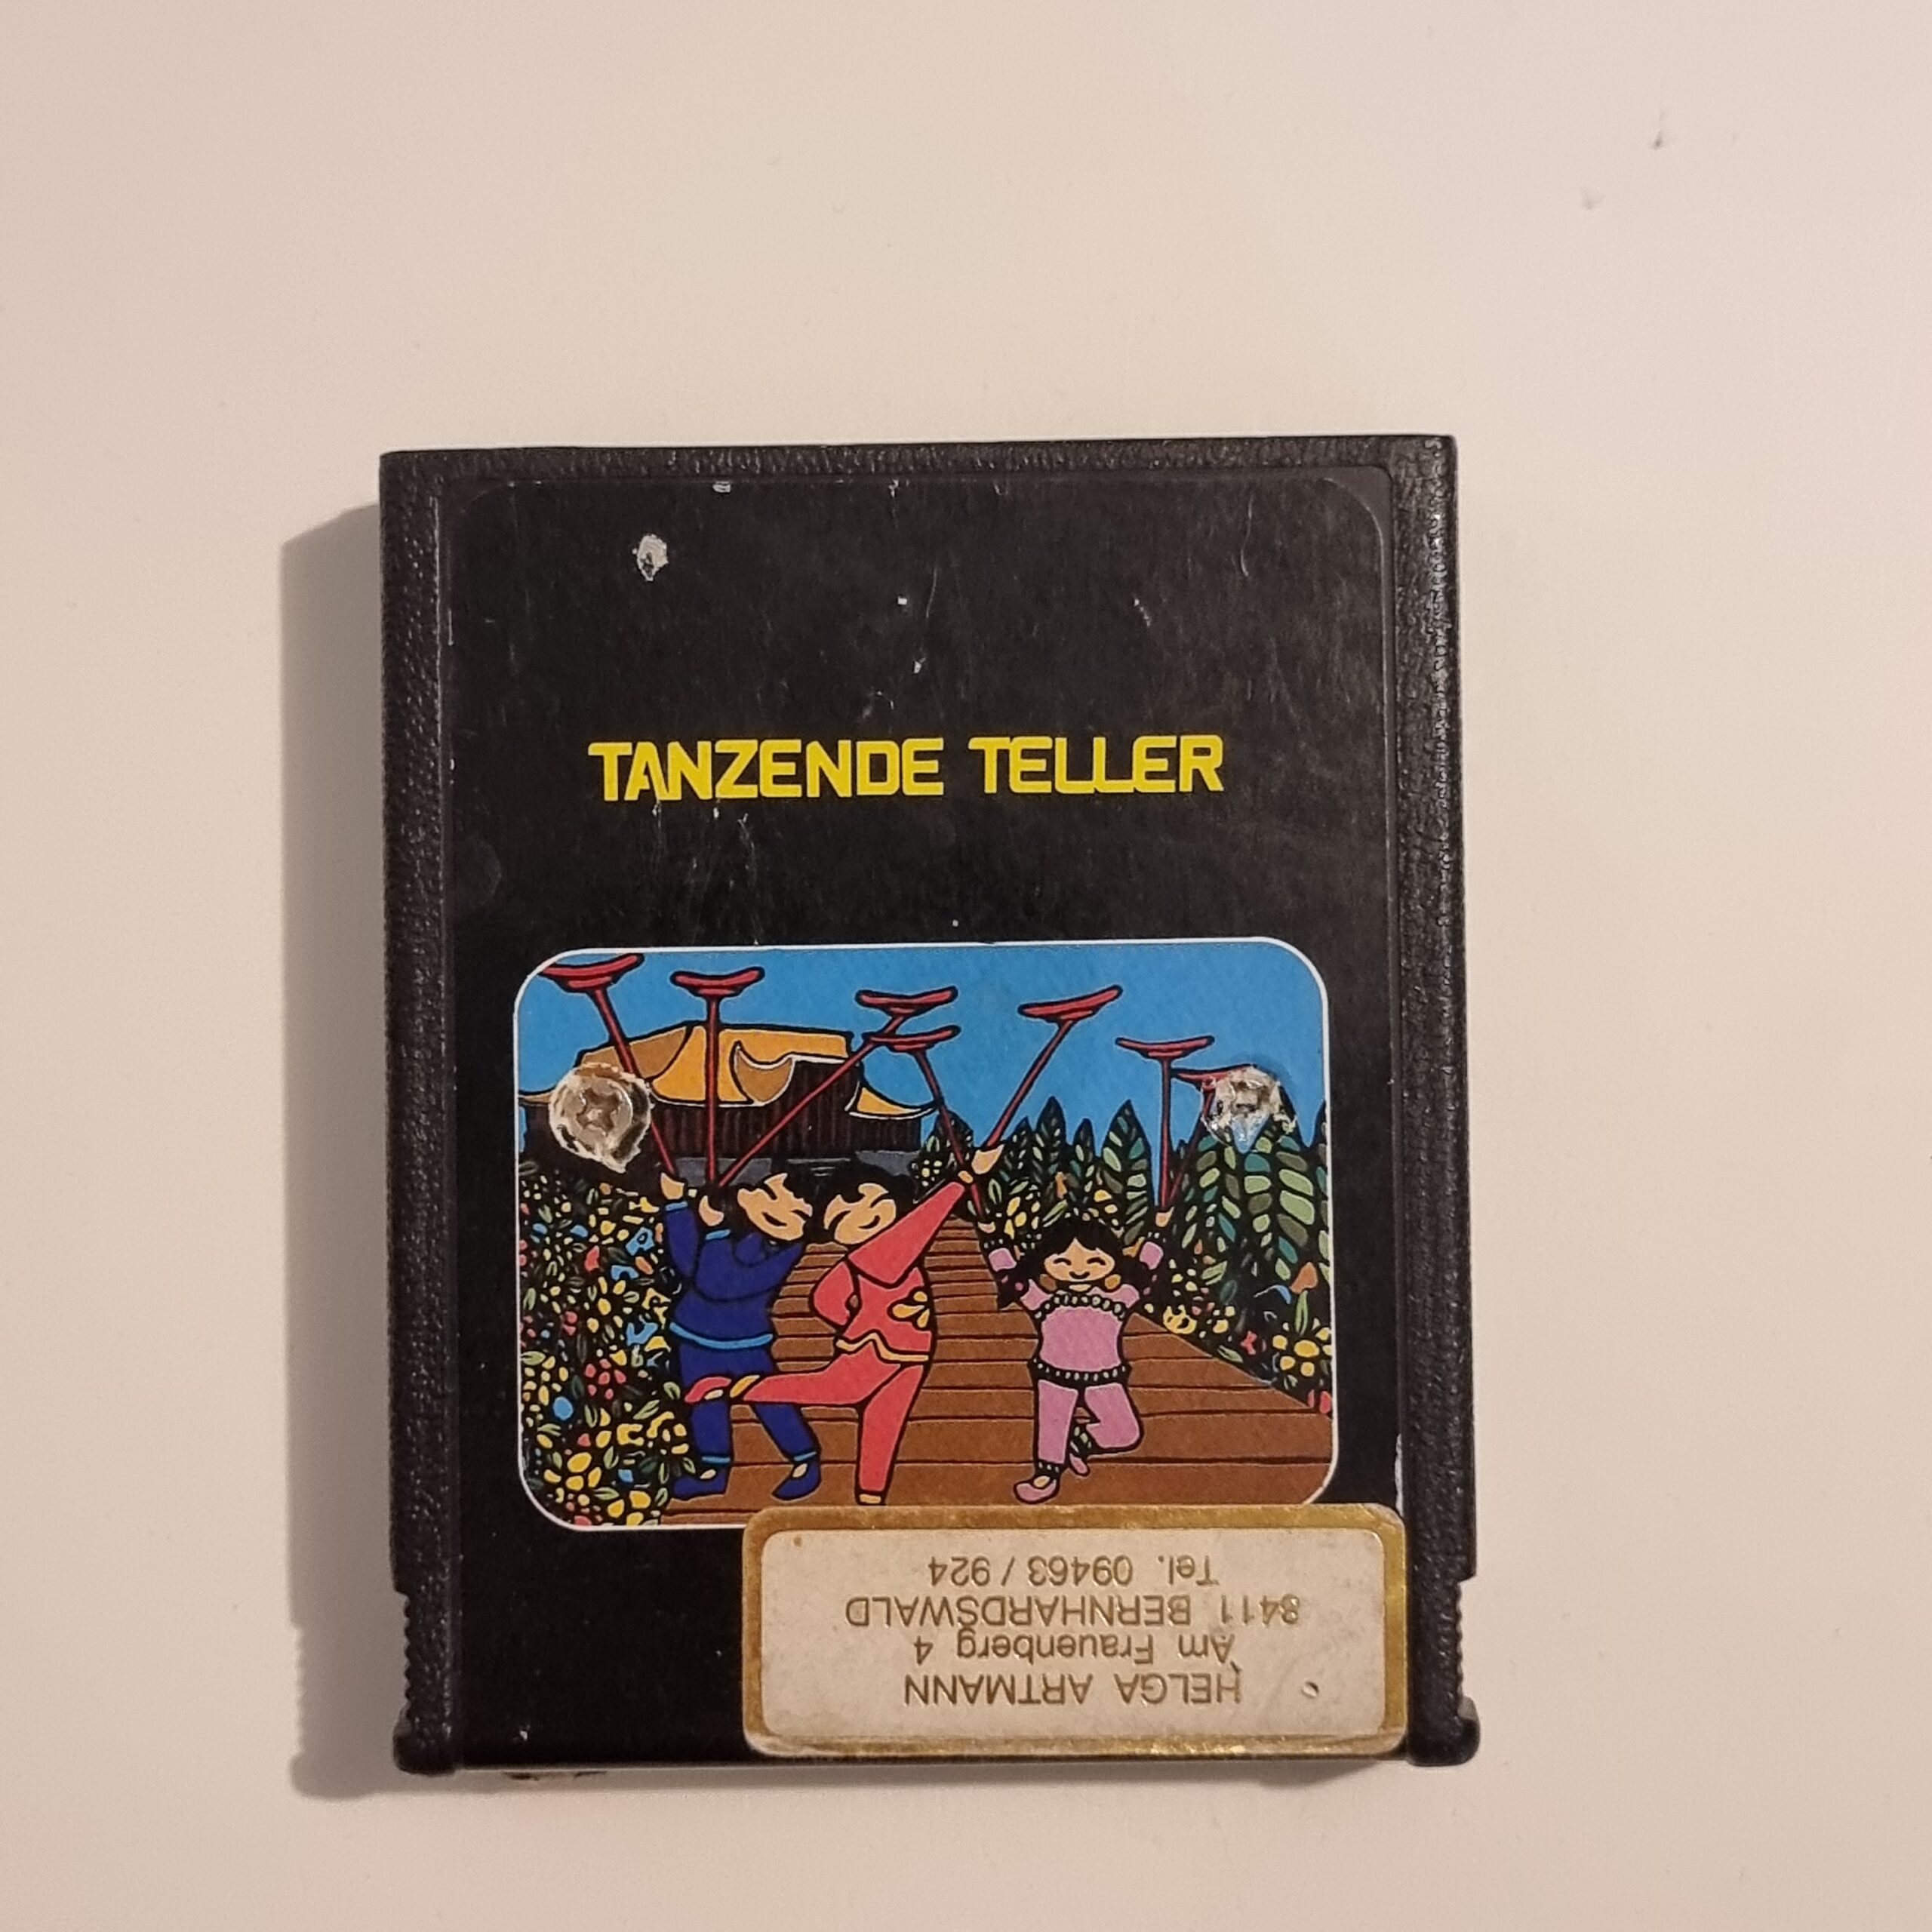 TANZENDE TELLER
HELGA ARTMANN
Am Frauenberg 4
8411 BERNHARDSWALD
Tel. 09463 / 924